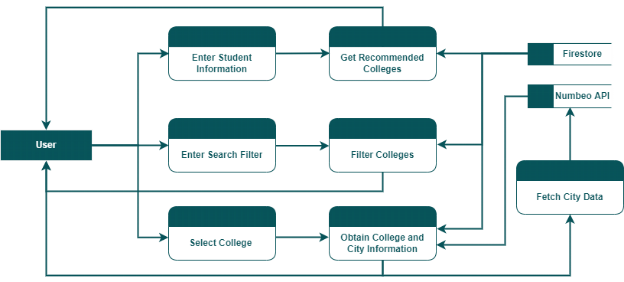 Enter Student
Information
Get Recommended
Colleges
Firestore
Numbeo API
User
Enter Search Filter
Filter Colleges
Fetch City Data
Select College
Obtain College and
City Information